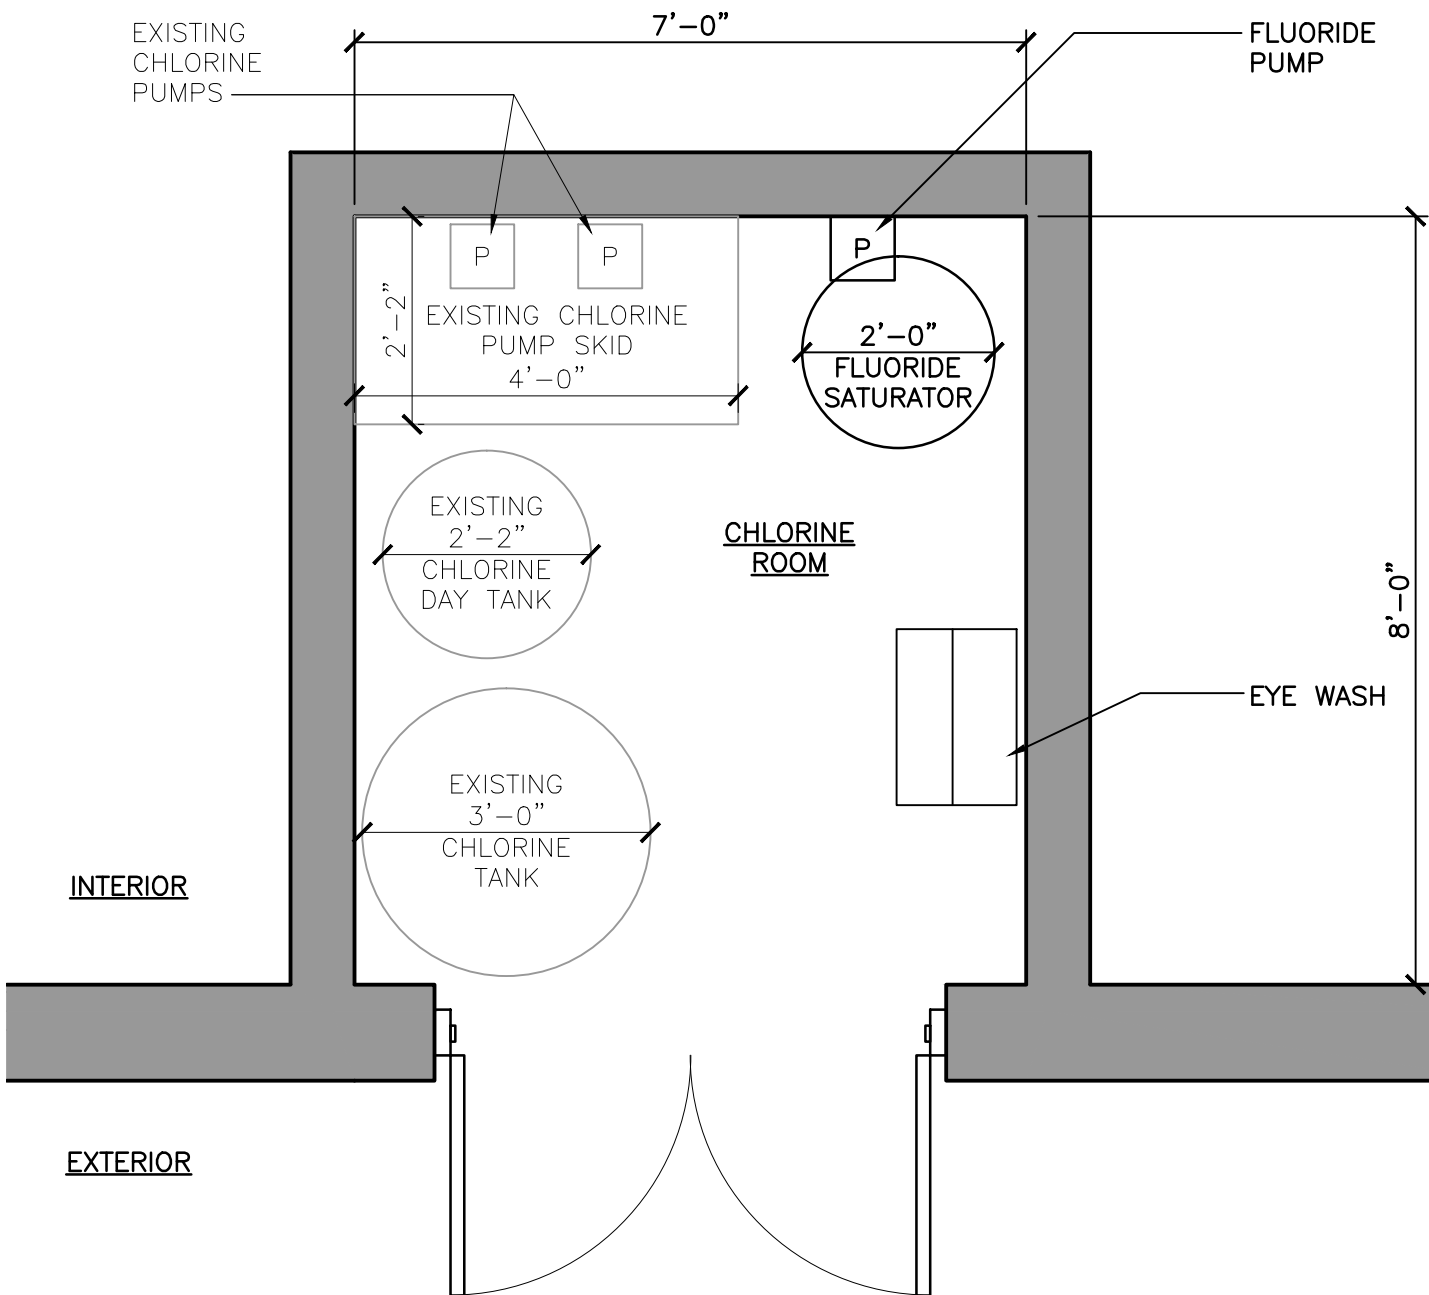 EXISTING
CHLORINE
PUMPS
7'-0"
FLUORIDE
PUMP
P
P
P
2'-2"
EXISTING CHLORINE
PUMP SKID
4'-0"
2'-0"
FLUORIDE
SATURATOR
EXISTING
2'-2"
CHLORINE
DAY TANK
CHLORINE
ROOM
8'-0"
EYE WASH
EXISTING
3'-0"
CHLORINE
TANK
INTERIOR
EXTERIOR